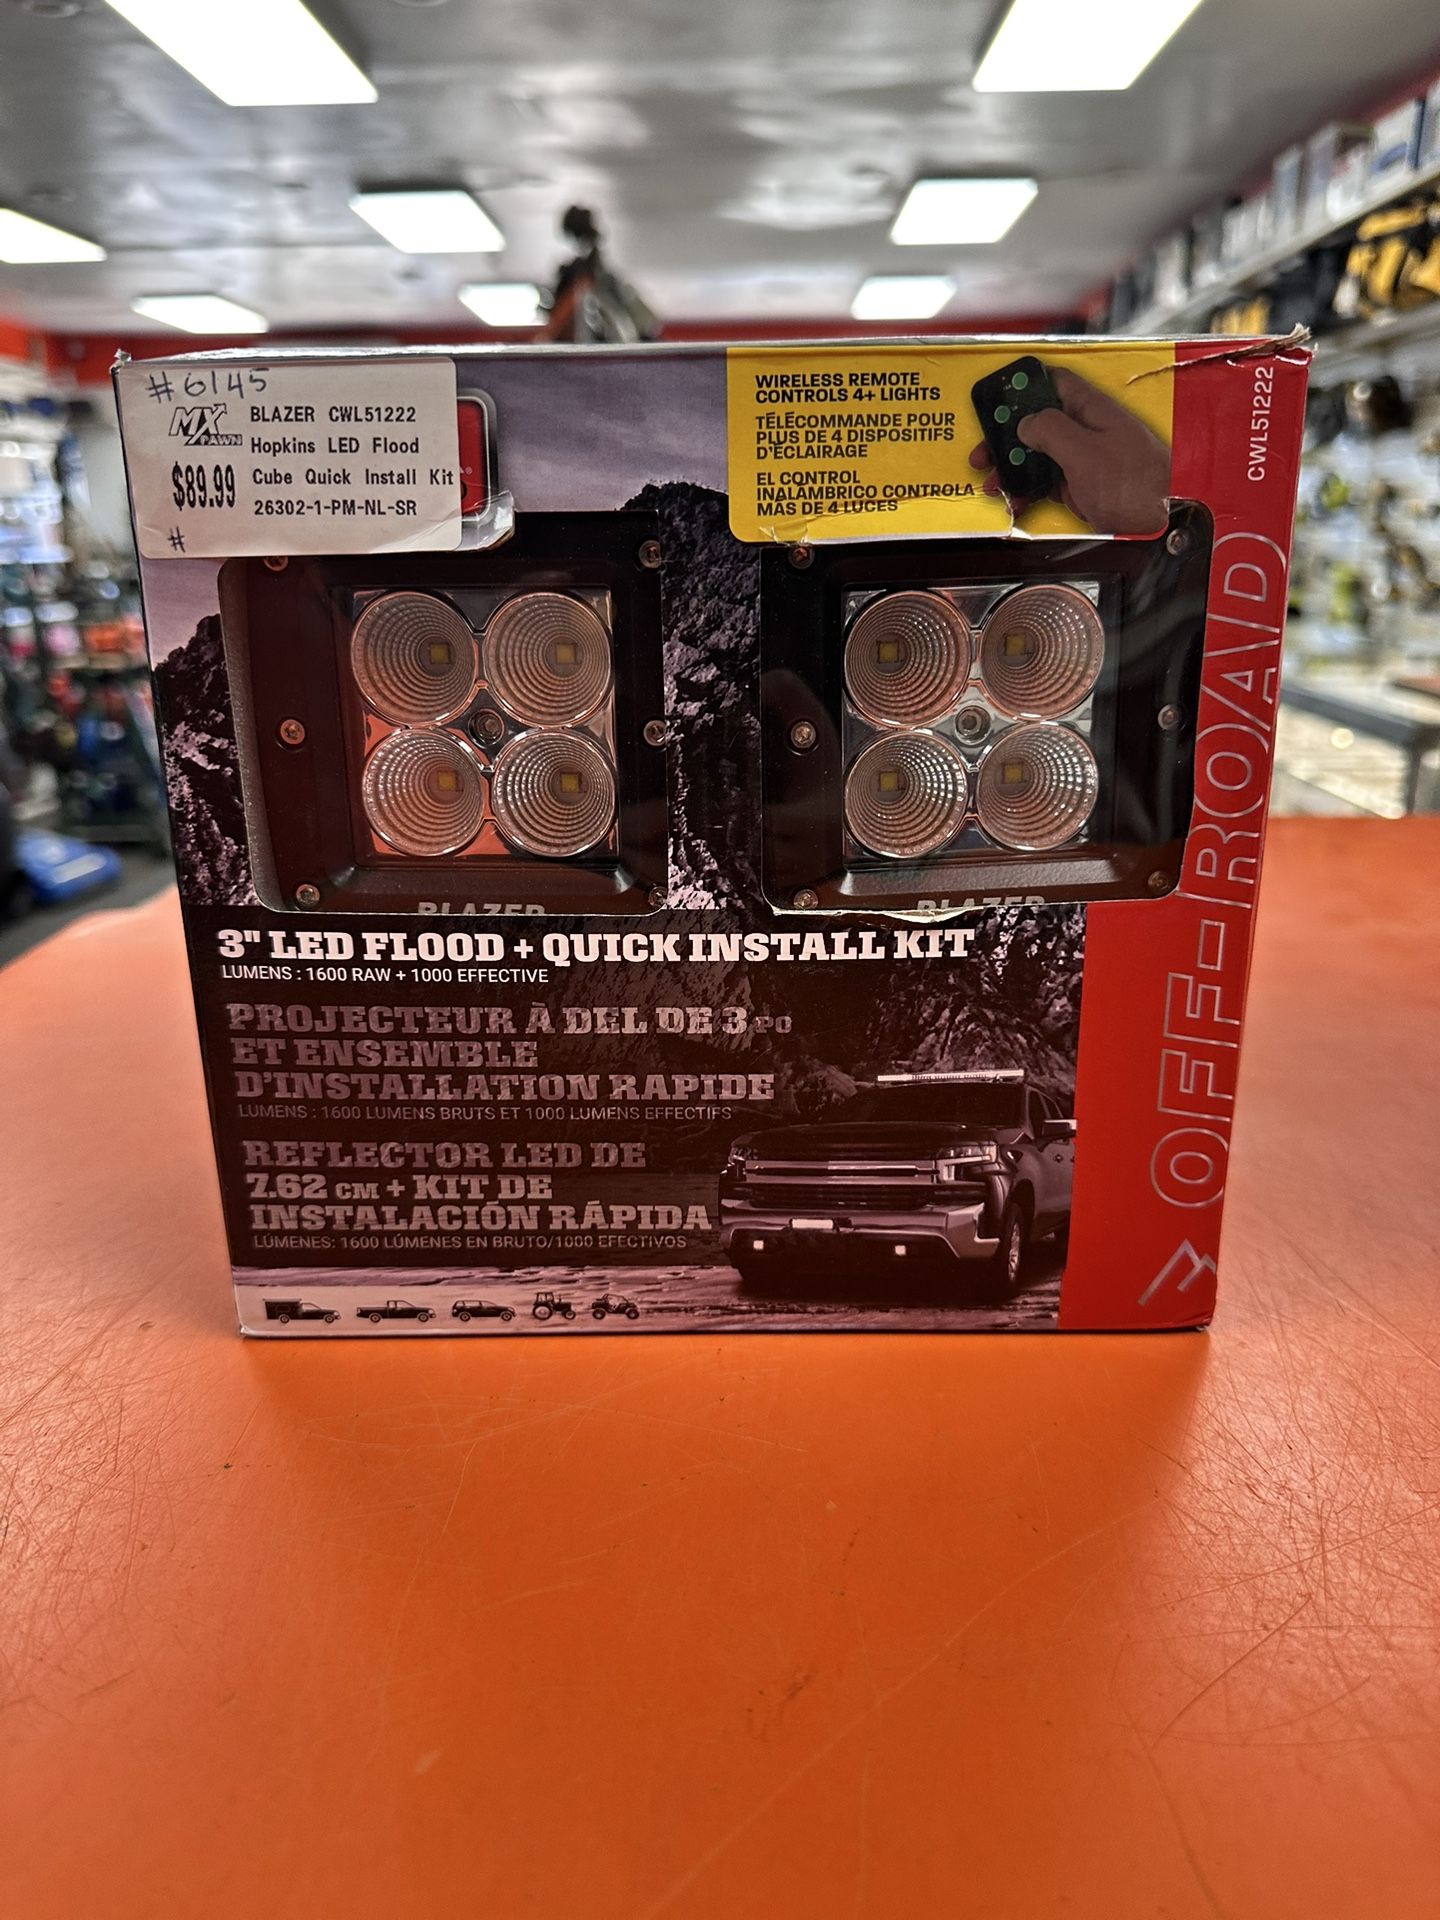 #6145
MX PAWN
BLAZER CWL51222
Hopkins LED Flood
$89.99
Cube Quick Install Kit
26302-1-PM-NL-SR
#
WIRELESS REMOTE
CONTROLS 4+ LIGHTS
TÉLÉCOMMANDE POUR
PLUS DE 4 DISPOSITIFS
D'ÉCLAIRAGE
EL CONTROL
INALÁMBRICO CONTROLA
MÁS DE 4 LUCES
CWL51222
BLAZER
BLAZER
OFF-ROAD
3" LED FLOOD + QUICK INSTALL KIT
LUMENS : 1600 RAW + 1000 EFFECTIVE
PROJECTEUR À DEL DE 3 PO
ET ENSEMBLE
D'INSTALLATION RAPIDE
LUMENS : 1600 LUMENS BRUTS ET 1000 LUMENS EFFECTIFS
REFLECTOR LED DE
7.62 CM + KIT DE
INSTALACIÓN RÁPIDA
LÚMENES: 1600 LÚMENES EN BRUTO/1000 EFECTIVOS